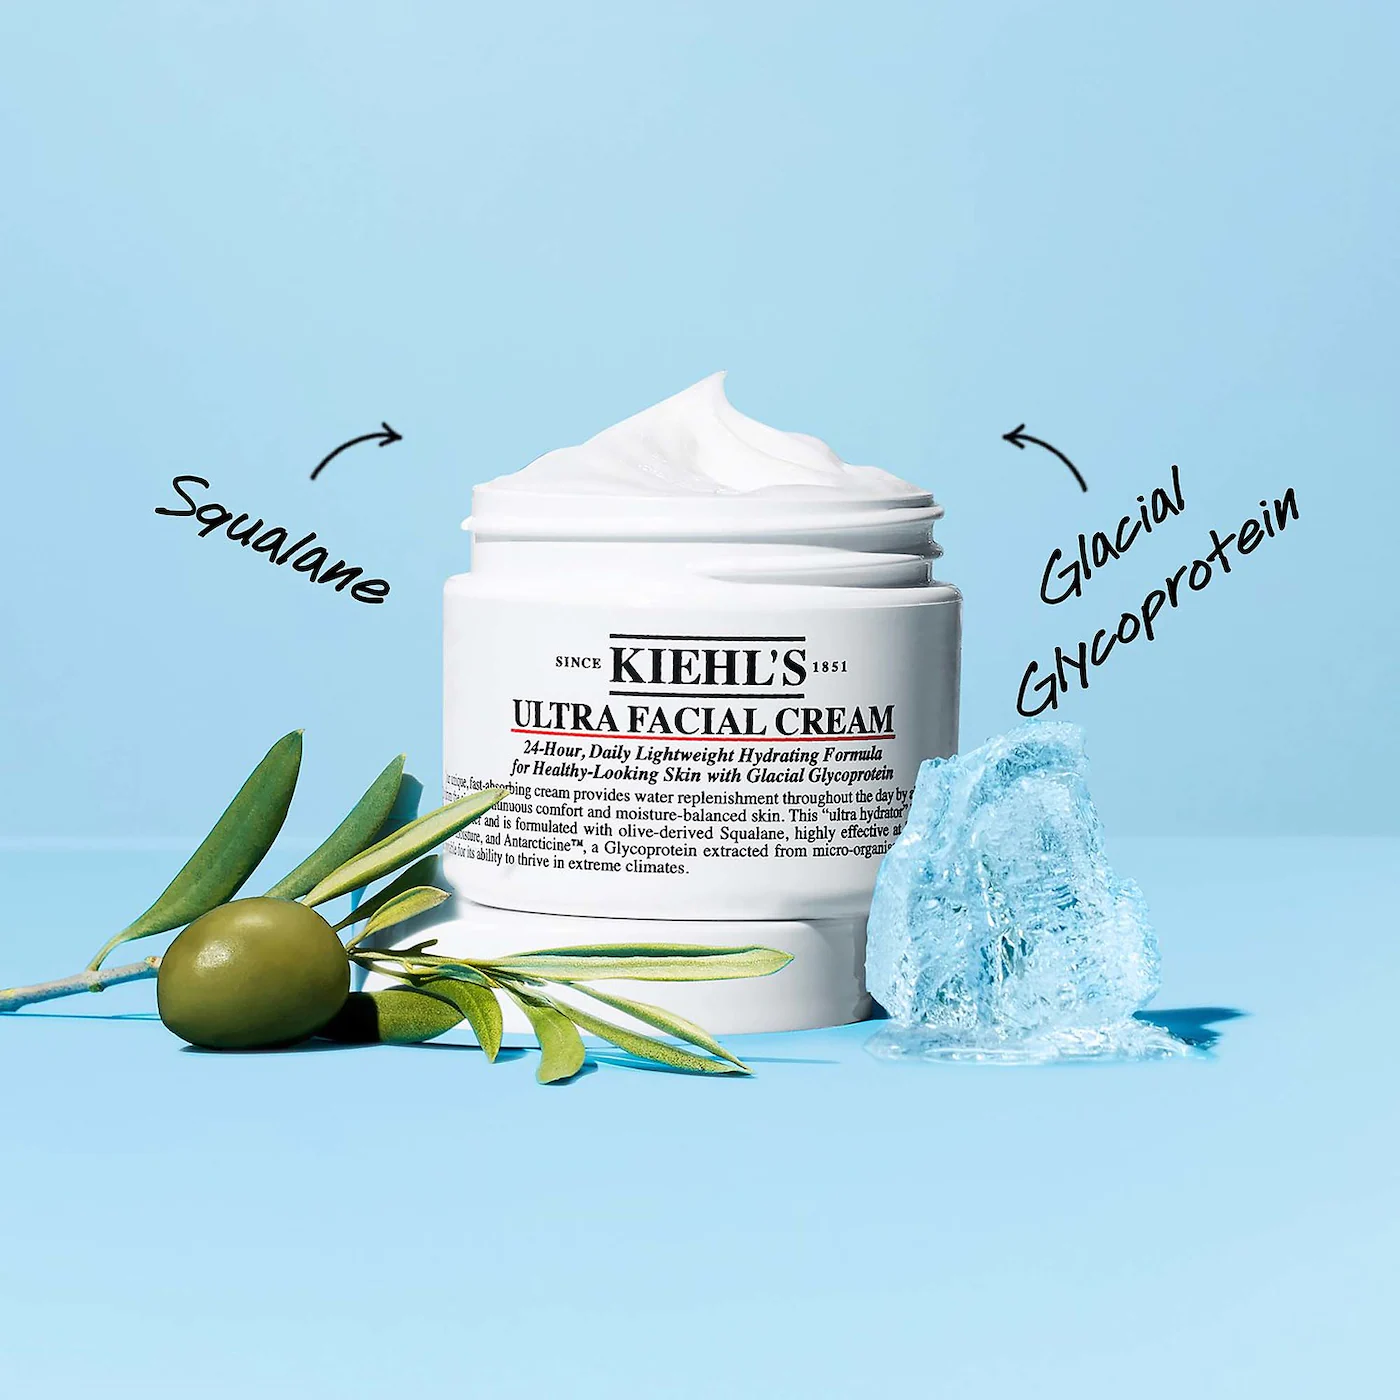 Squalane
Glacial
Glycoprotein
SINCE KIEHL'S 1851
ULTRA FACIAL CREAM
24-Hour, Daily Lightweight Hydrating Formula
for Healthy-Looking Skin with Glacial Glycoprotein
fast-absorbing cream provides water replenishment throughout the day by
comfort and moisture-balanced skin. This "ultra hydrator"
and is formulated with olive-derived Squalane, highly effective at
and Antarcticine™, a Glycoprotein extracted from
for its ability to thrive in extreme climates.